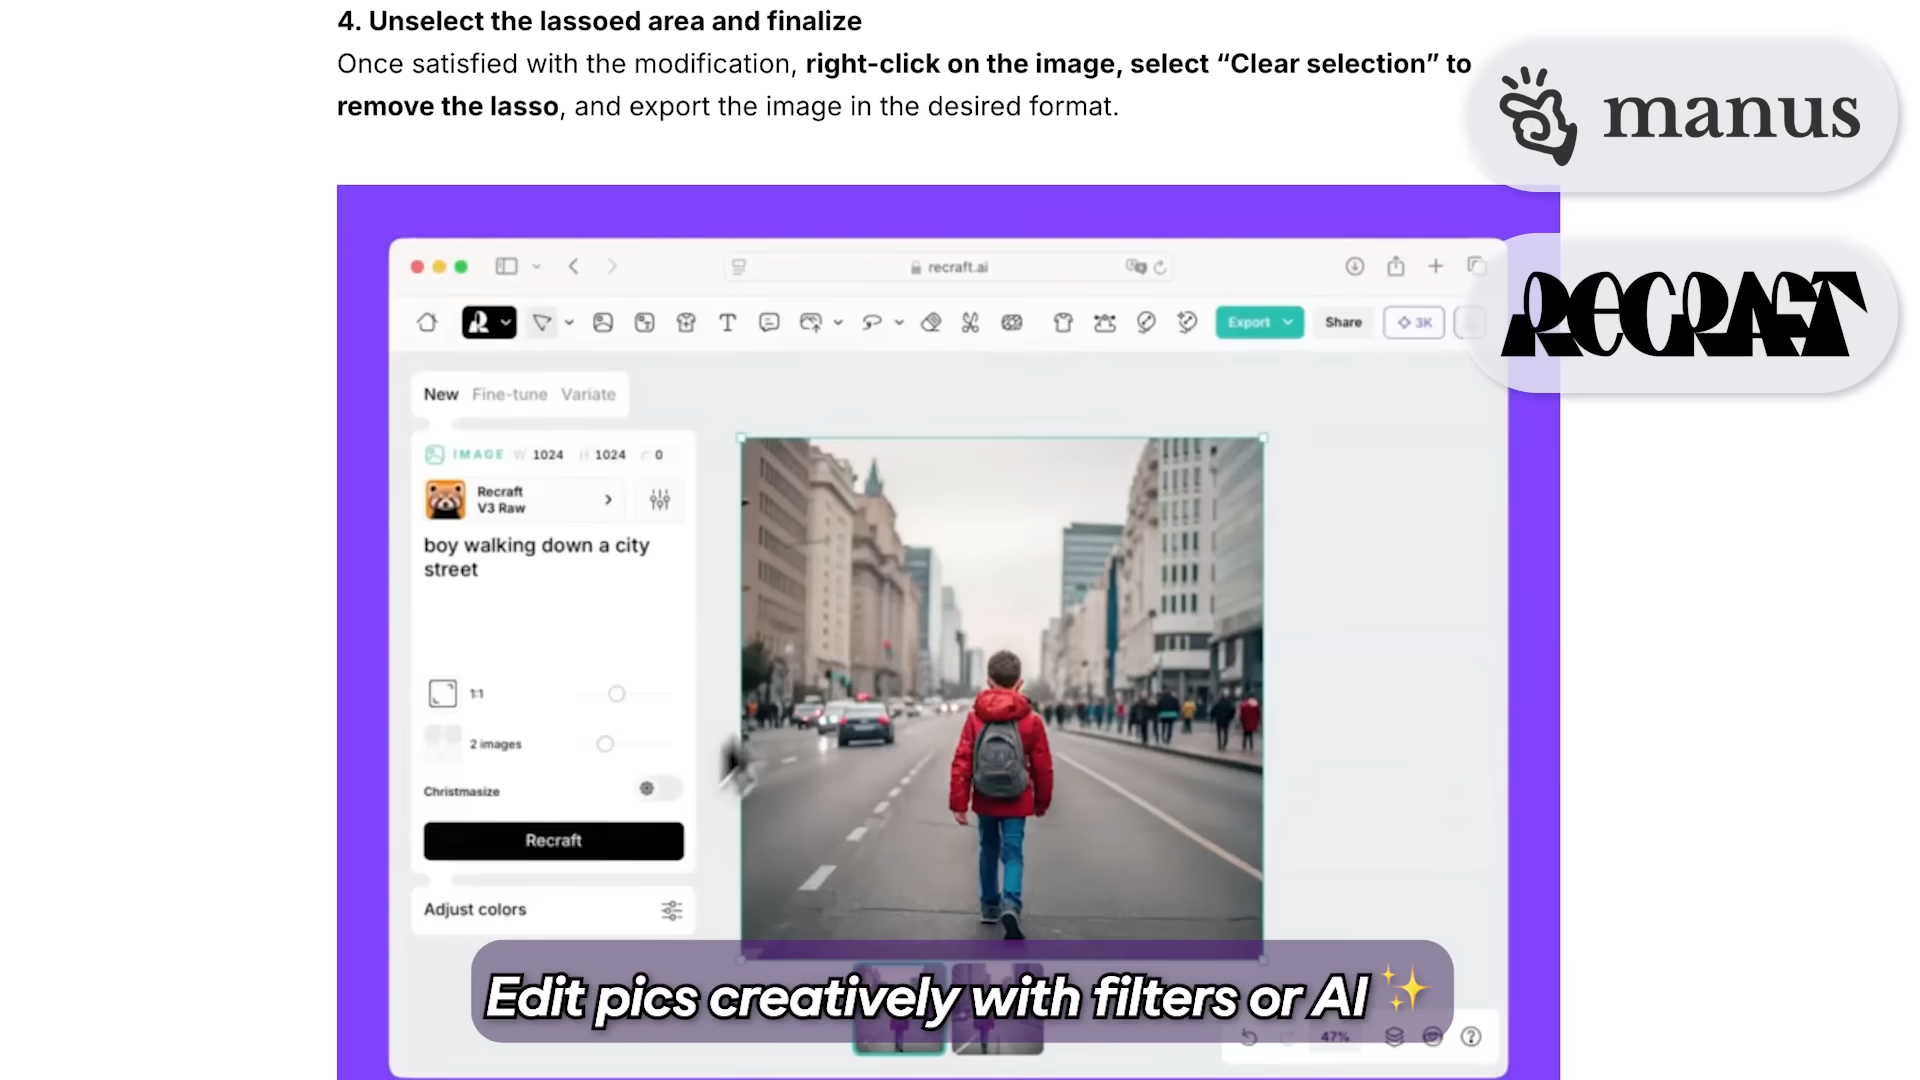 4. Unselect the lassoed area and finalize
Once satisfied with the modification, right-click on the image, select “Clear selection” to
remove the lasso, and export the image in the desired format.
manus
RECRAFT
recraft.ai
Export
Share
3K
New Fine-tune Variate
IMAGE W 1024 H 1024 0
Recraft
V3 Raw
boy walking down a city
street
1:1
2 images
Christmasize
Recraft
Adjust colors
Edit pics creatively with filters or AI ✨
47%